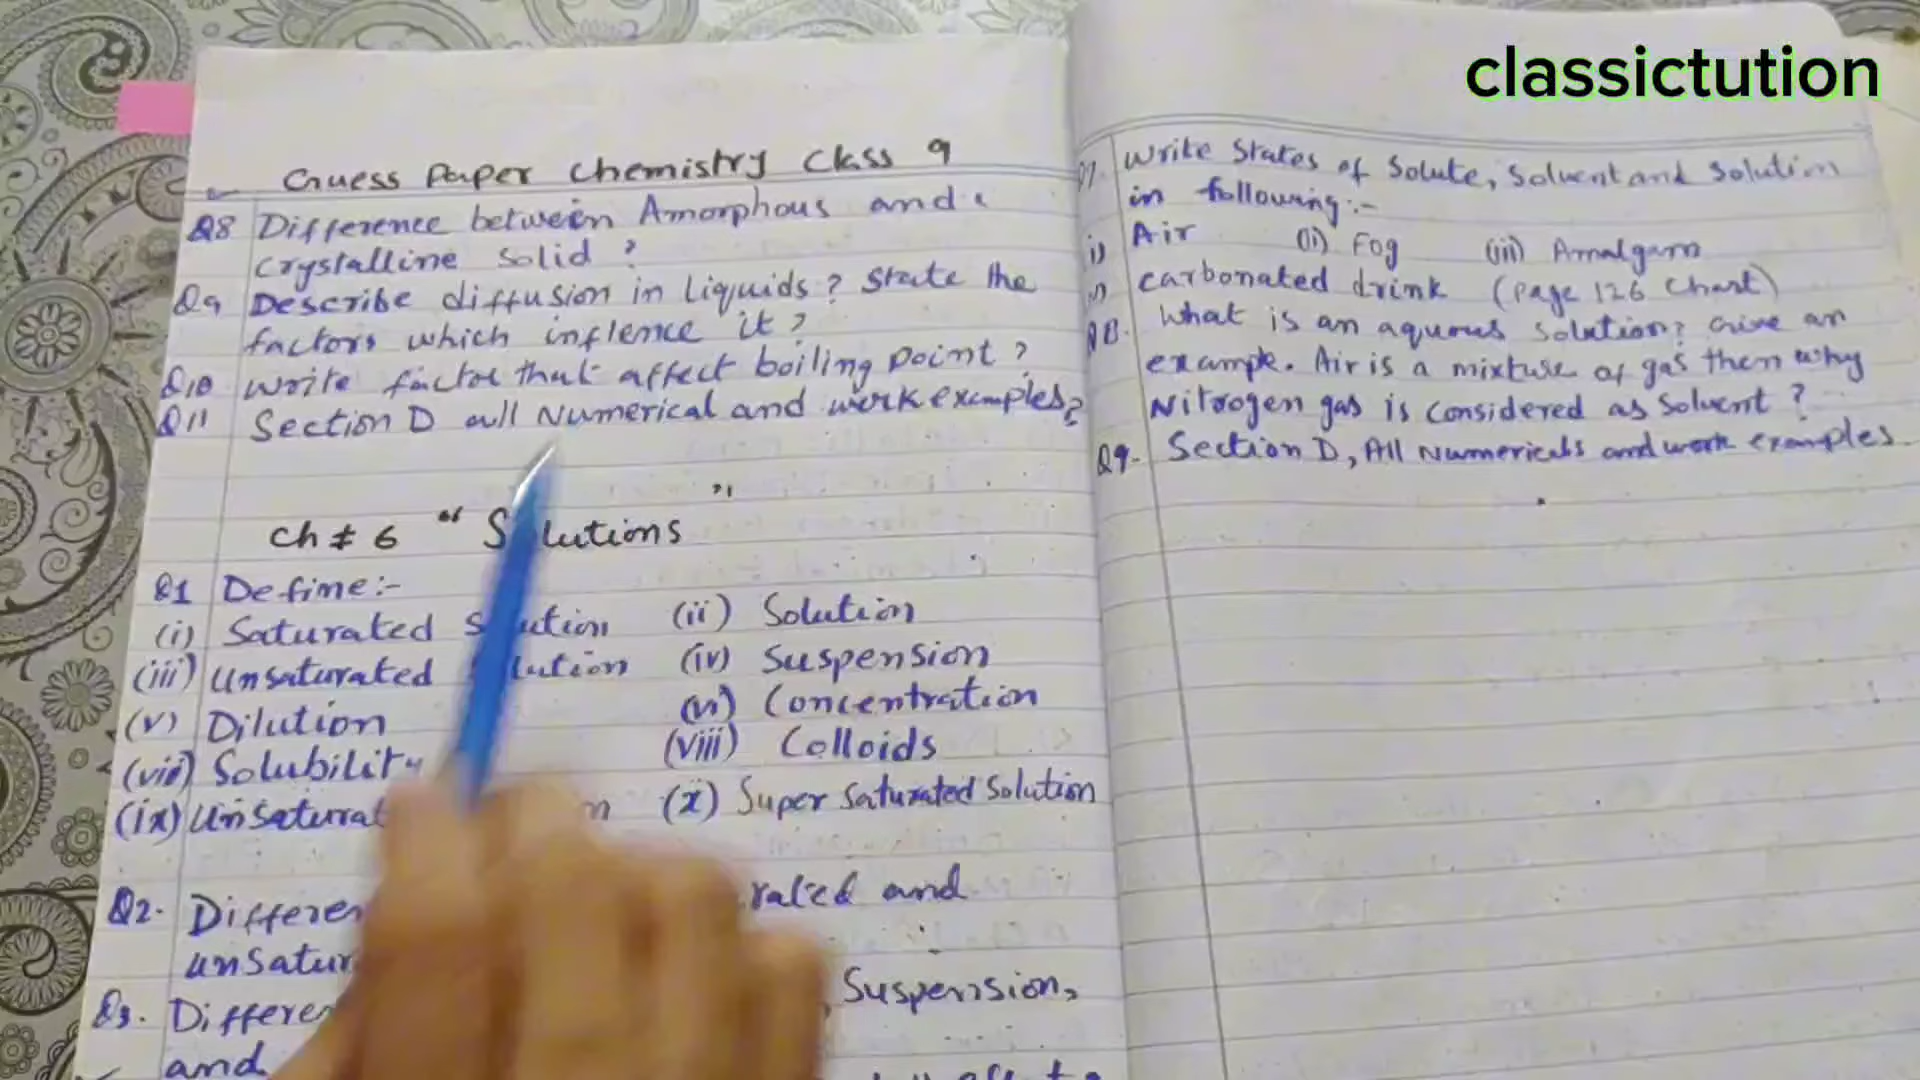 classictution
Guess Paper Chemistry Class 9
Q8 Difference between Amorphous and
Crystalline Solid ?
Q9 Describe diffusion in liquids? State the
factors which inflence it?
Q10 Write factor that affect boiling point?
Q11 Section D all Numerical and work examples?
Ch # 6 " Solutions "
Q1 Define:-
(i) Saturated Solution (ii) Solution
(iii) Unsaturated Solution (iv) Suspension
(v) Dilution (vi) Concentration
(vii) Solubility (viii) Colloids
(ix) Unsaturat (x) Super Saturated Solution
Q2. Differen rated and
unsatur
Q3. Differen Suspension,
and
Q7. Write States of Solute, Solvent and Solution
in following:-
i) Air (ii) Fog (iii) Amalgam
carbonated drink (Page 126 Chart)
Q8. What is an aquous solution? Give an
example. Air is a mixture of gas then why
Nitrogen gas is considered as Solvent ?
Q9. Section D, All Numericals and work examples